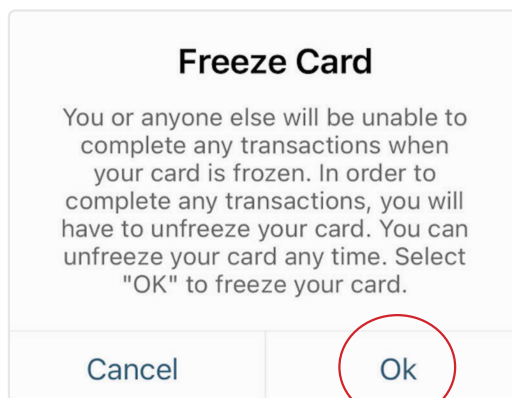 Freeze Card
You or anyone else will be unable to
complete any transactions when
your card is frozen. In order to
complete any transactions, you will
have to unfreeze your card. You can
unfreeze your card any time. Select
"OK" to freeze your card.
Cancel
Ok